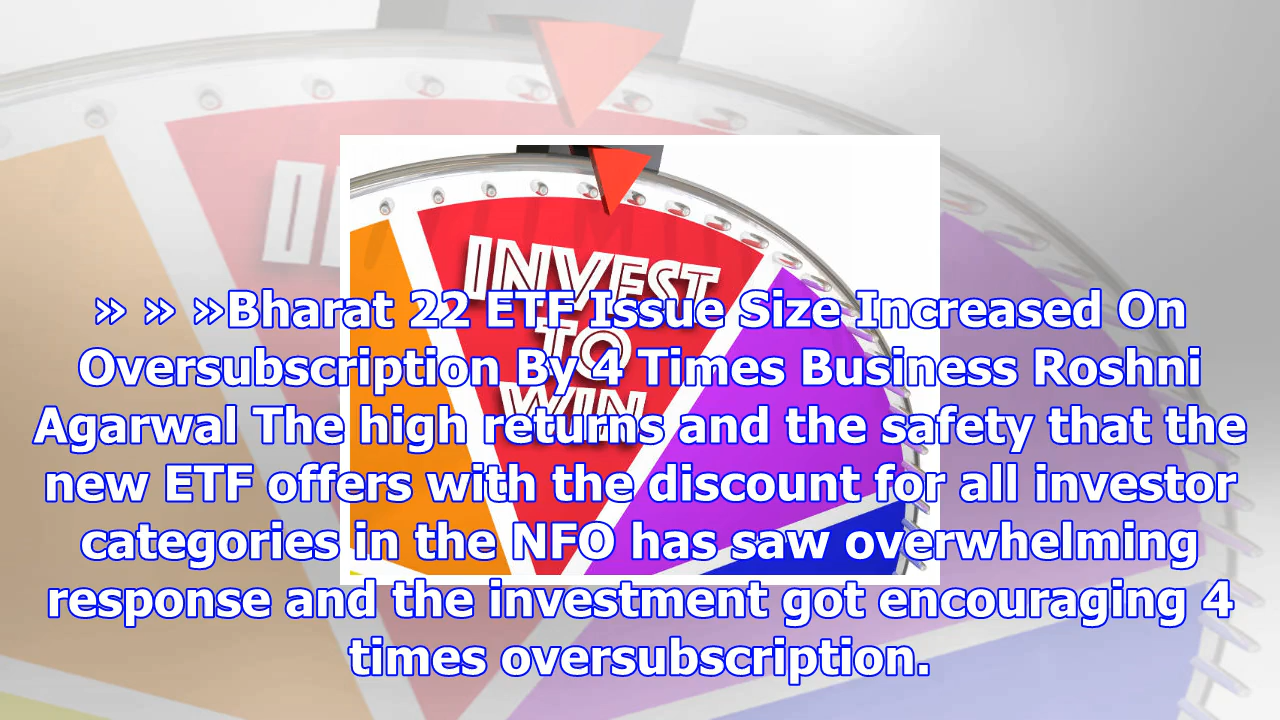 INVEST
TO
WIN
» » »Bharat 22 ETF Issue Size Increased On
Oversubscription By 4 Times Business Roshni
Agarwal The high returns and the safety that the
new ETF offers with the discount for all investor
categories in the NFO has saw overwhelming
response and the investment got encouraging 4
times oversubscription.